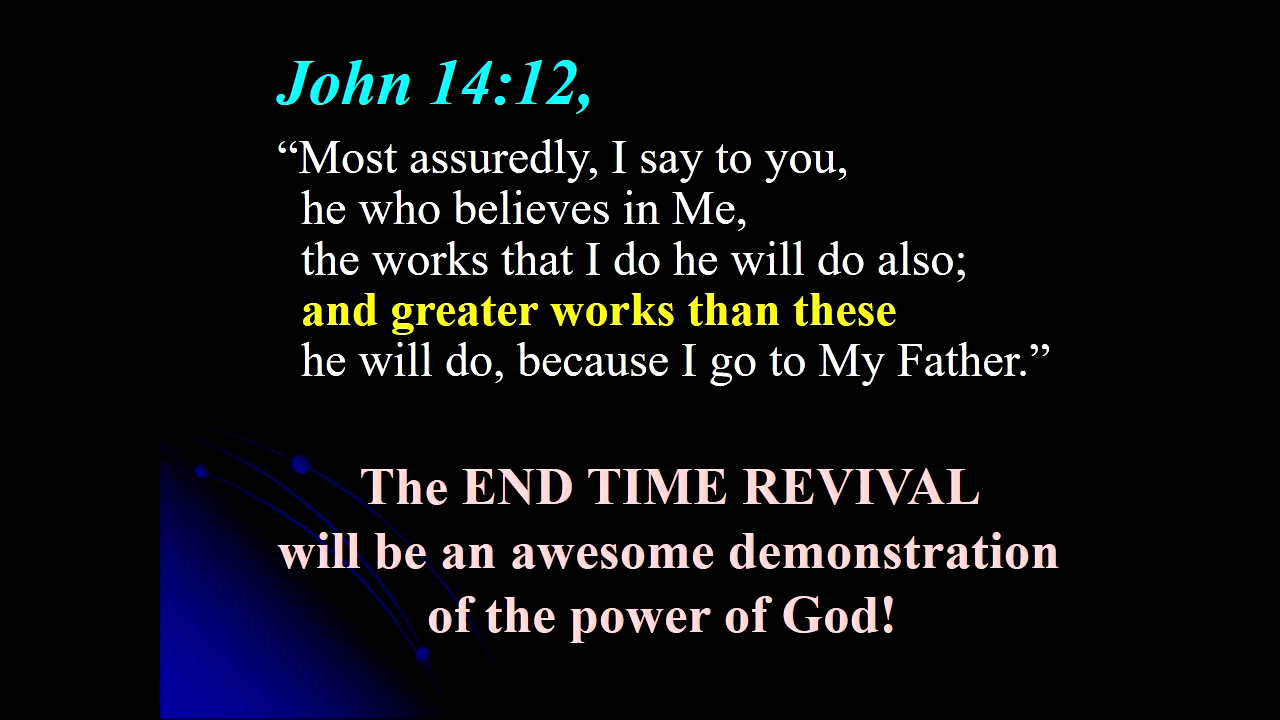 John 14:12,
“Most assuredly, I say to you,
he who believes in Me,
the works that I do he will do also;
and greater works than these
he will do, because I go to My Father.”
The END TIME REVIVAL
will be an awesome demonstration
of the power of God!